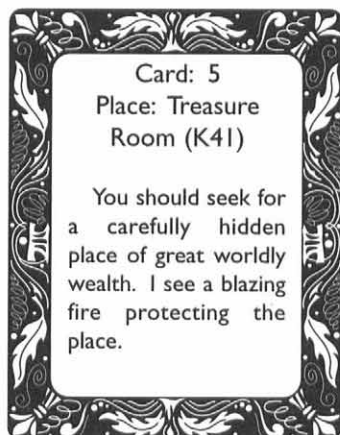 Card: 5
Place: Treasure
Room (K41)
You should seek for
a carefully hidden
place of great worldly
wealth. I see a blazing
fire protecting the
place.